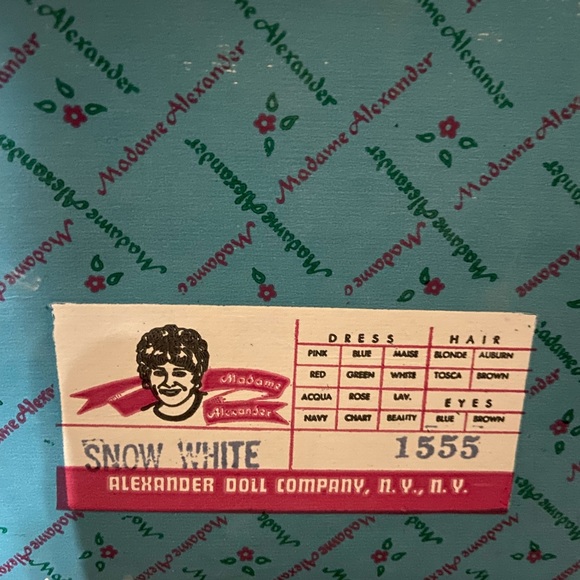 Madame Alexander
Madame Alexander
Madame Alexander
Madame Alexander
Madame Alexander
Madame Alexander
Madame
Alexander
DRESS HAIR
PINK BLUE MAISE BLONDE AUBURN
RED GREEN WHITE TOSCA BROWN
ACQUA ROSE LAV. EYES
NAVY CHART BEAUTY BLUE BROWN
SNOW WHITE 1555
ALEXANDER DOLL COMPANY, N.Y., N.Y.